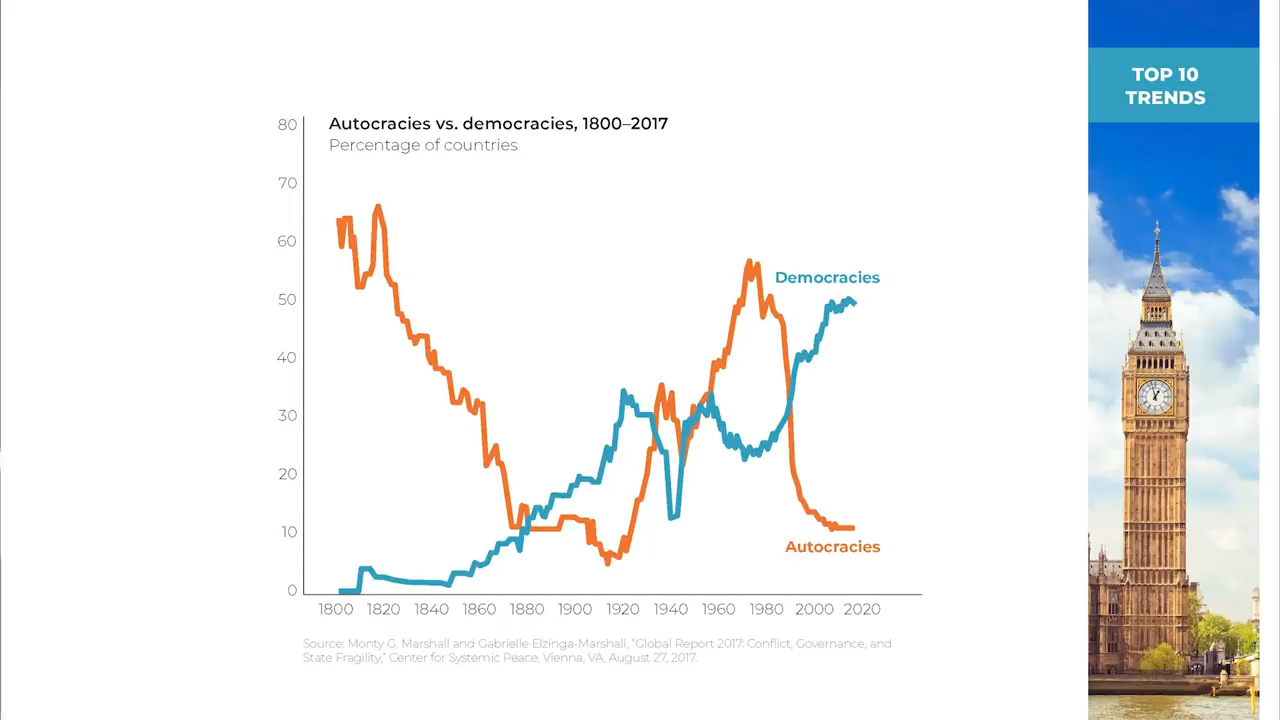 TOP 10
TRENDS
Autocracies vs. democracies, 1800–2017
Percentage of countries
80
70
60
50
40
30
20
10
0
Democracies
Autocracies
1800 1820 1840 1860 1880 1900 1920 1940 1960 1980 2000 2020
Source: Monty G. Marshall and Gabrielle Elzinga-Marshall, “Global Report 2017: Conflict, Governance, and
State Fragility,” Center for Systemic Peace, Vienna, VA, August 27, 2017.